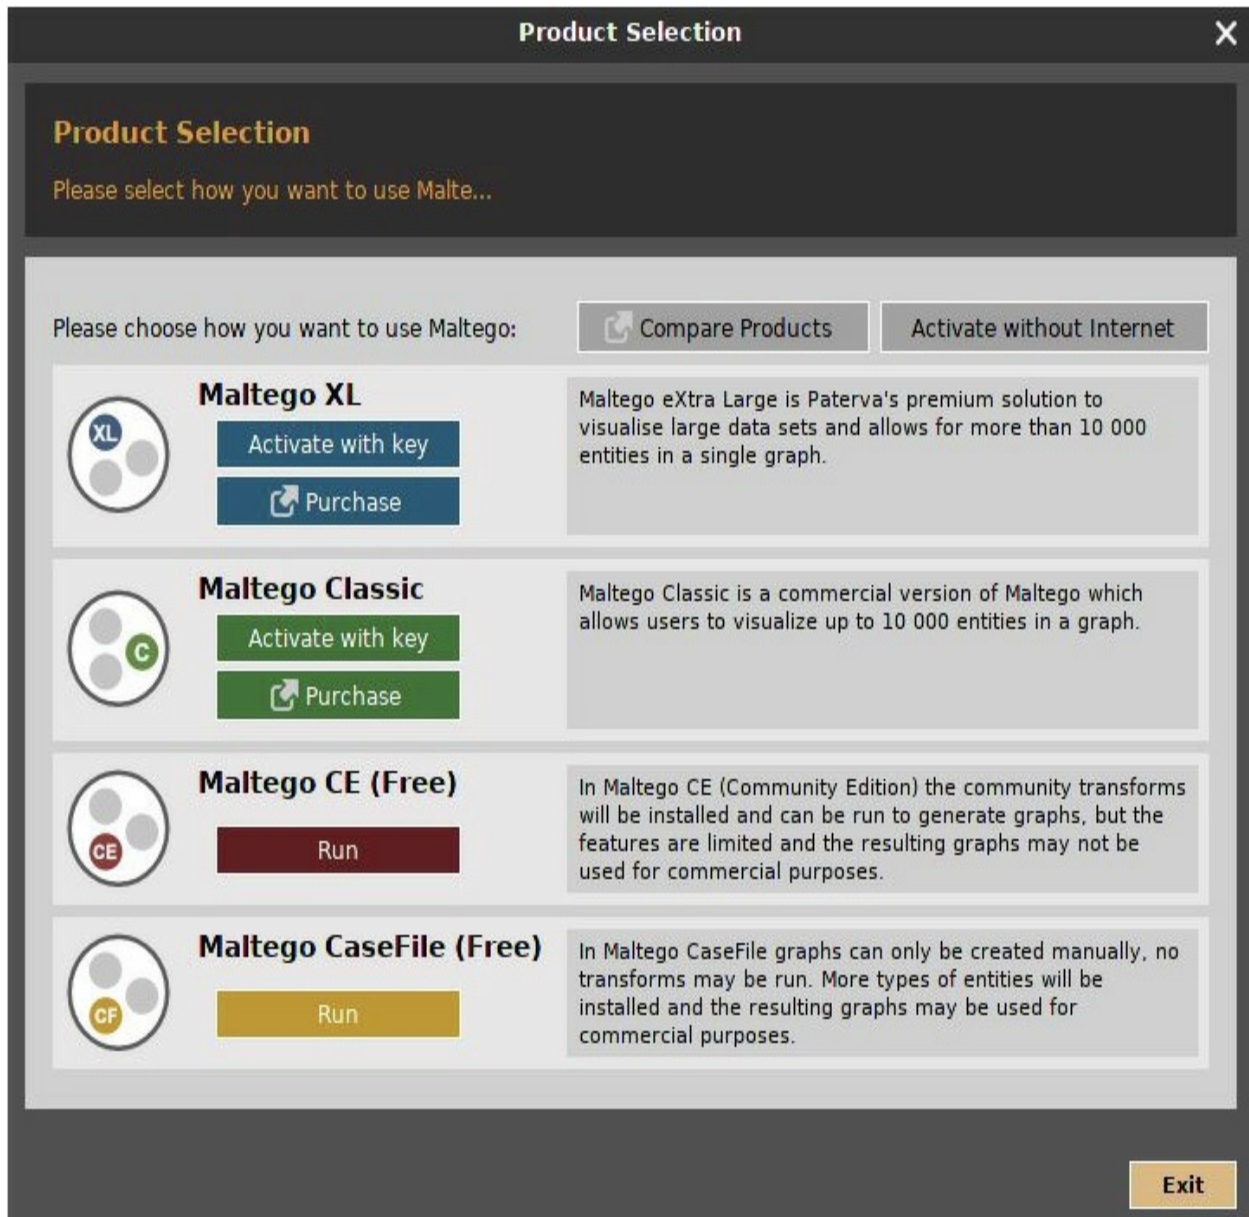 Product Selection
Product Selection
Please select how you want to use Malte...
Please choose how you want to use Maltego:
Compare Products
Activate without Internet
XL
Maltego XL
Activate with key
Purchase
Maltego eXtra Large is Paterva's premium solution to
visualise large data sets and allows for more than 10 000
entities in a single graph.
C
Maltego Classic
Activate with key
Purchase
Maltego Classic is a commercial version of Maltego which
allows users to visualize up to 10 000 entities in a graph.
CE
Maltego CE (Free)
Run
In Maltego CE (Community Edition) the community transforms
will be installed and can be run to generate graphs, but the
features are limited and the resulting graphs may not be
used for commercial purposes.
CF
Maltego CaseFile (Free)
Run
In Maltego CaseFile graphs can only be created manually, no
transforms may be run. More types of entities will be
installed and the resulting graphs may be used for
commercial purposes.
Exit